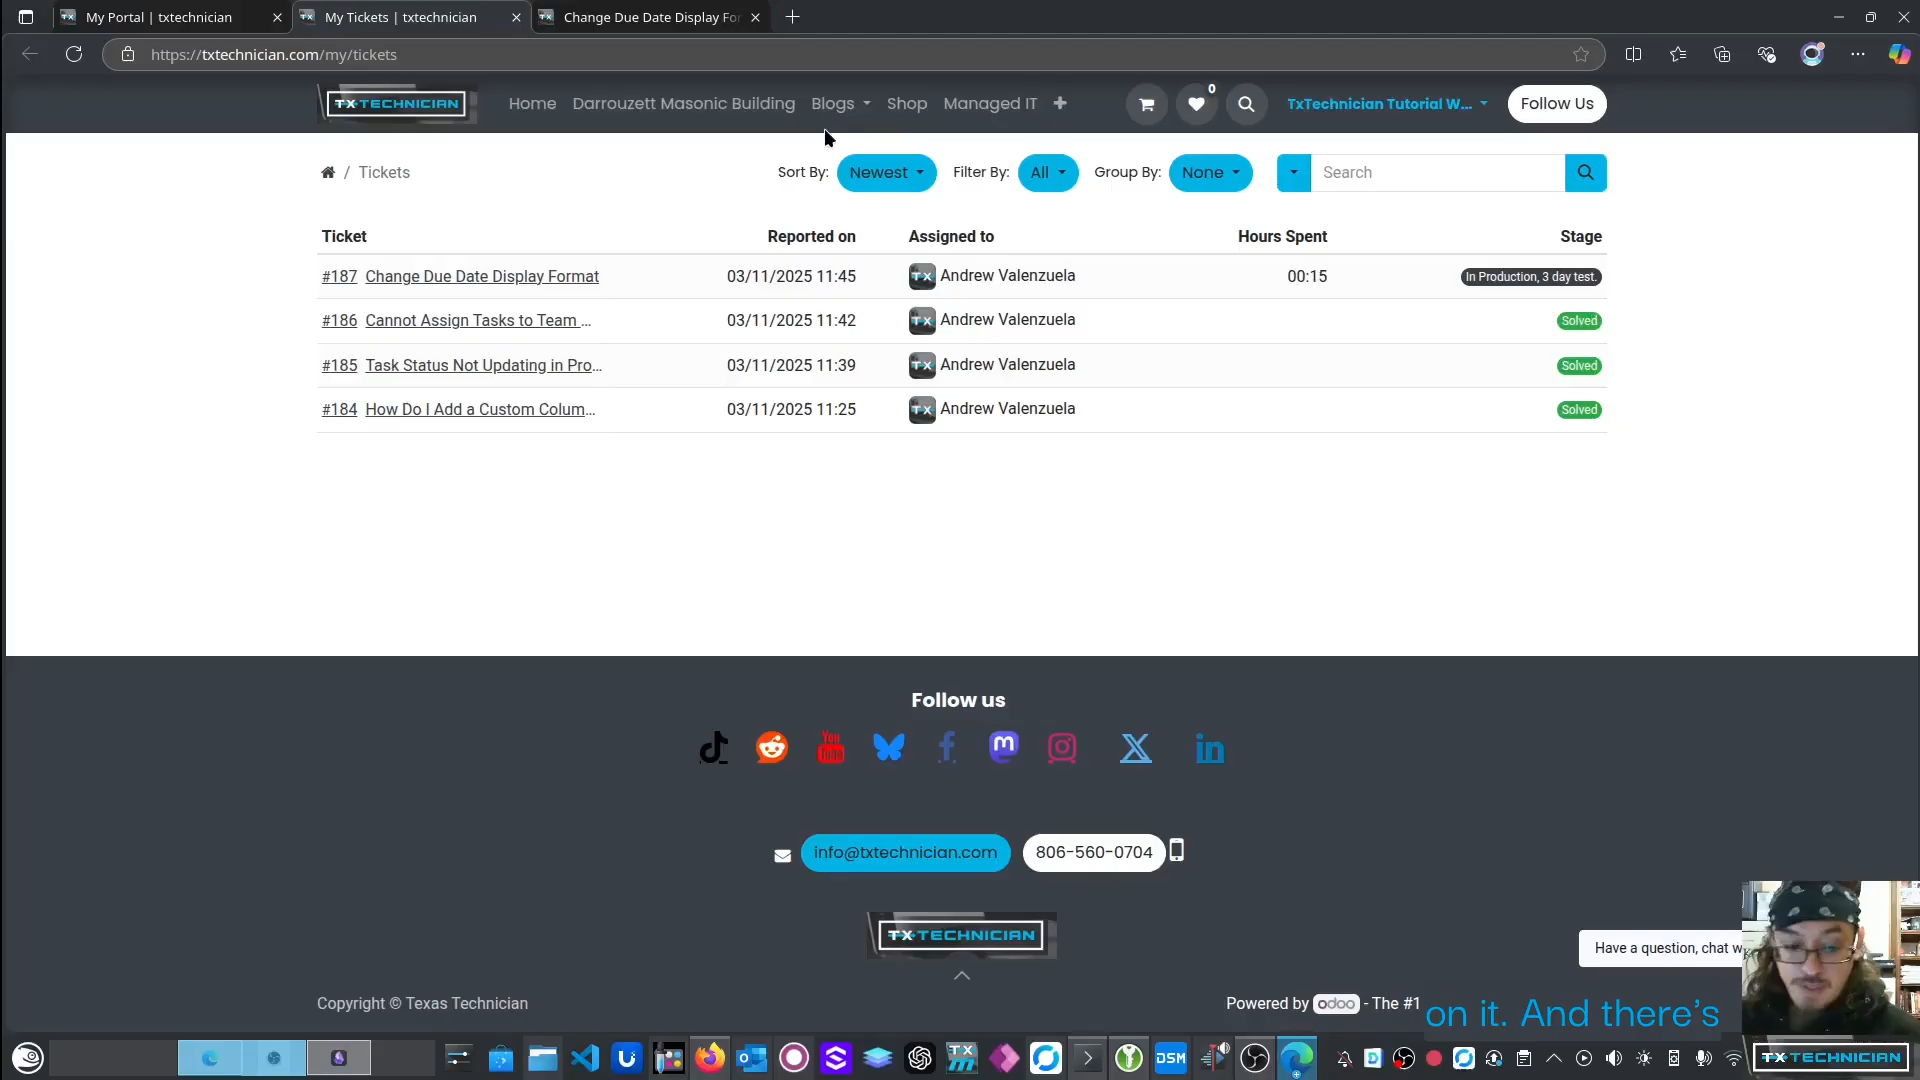 My Portal | txtechnician
My Tickets | txtechnician
Change Due Date Display For
https://txtechnician.com/my/tickets
TX-TECHNICIAN
Home
Darrouzett Masonic Building
Blogs
Shop
Managed IT
0
TxTechnician Tutorial W...
Follow Us
/ Tickets
Sort By: Newest
Filter By: All
Group By: None
Search
Ticket
Reported on
Assigned to
Hours Spent
Stage
#187 Change Due Date Display Format 03/11/2025 11:45 Andrew Valenzuela 00:15 In Production, 3 day test.
#186 Cannot Assign Tasks to Team ... 03/11/2025 11:42 Andrew Valenzuela Solved
#185 Task Status Not Updating in Pro... 03/11/2025 11:39 Andrew Valenzuela Solved
#184 How Do I Add a Custom Colum... 03/11/2025 11:25 Andrew Valenzuela Solved
Follow us
You
Tube
info@txtechnician.com
806-560-0704
TX-TECHNICIAN
Have a question, chat w
Copyright © Texas Technician
Powered by odoo - The #1
on it. And there's
DSM
TX-TECHNICIAN